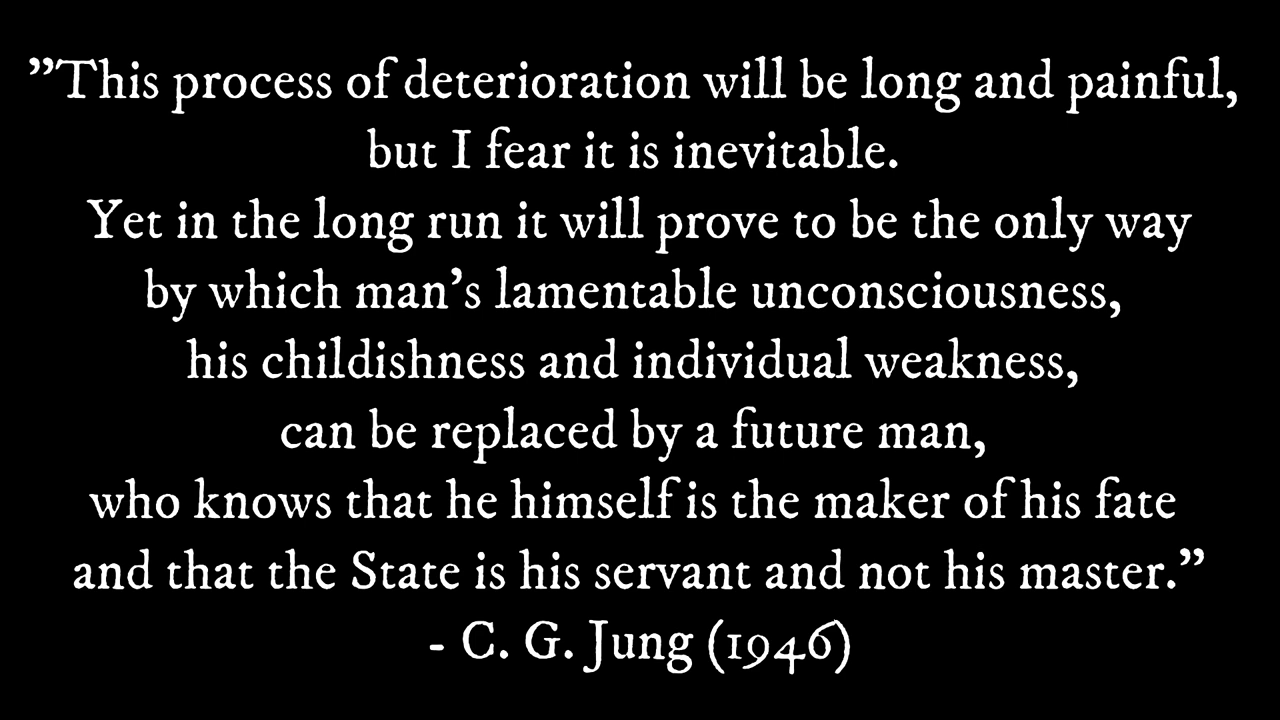 ”This process of deterioration will be long and painful,
but I fear it is inevitable.
Yet in the long run it will prove to be the only way
by which man’s lamentable unconsciousness,
his childishness and individual weakness,
can be replaced by a future man,
who knows that he himself is the maker of his fate
and that the State is his servant and not his master.”
- C. G. Jung (1946)